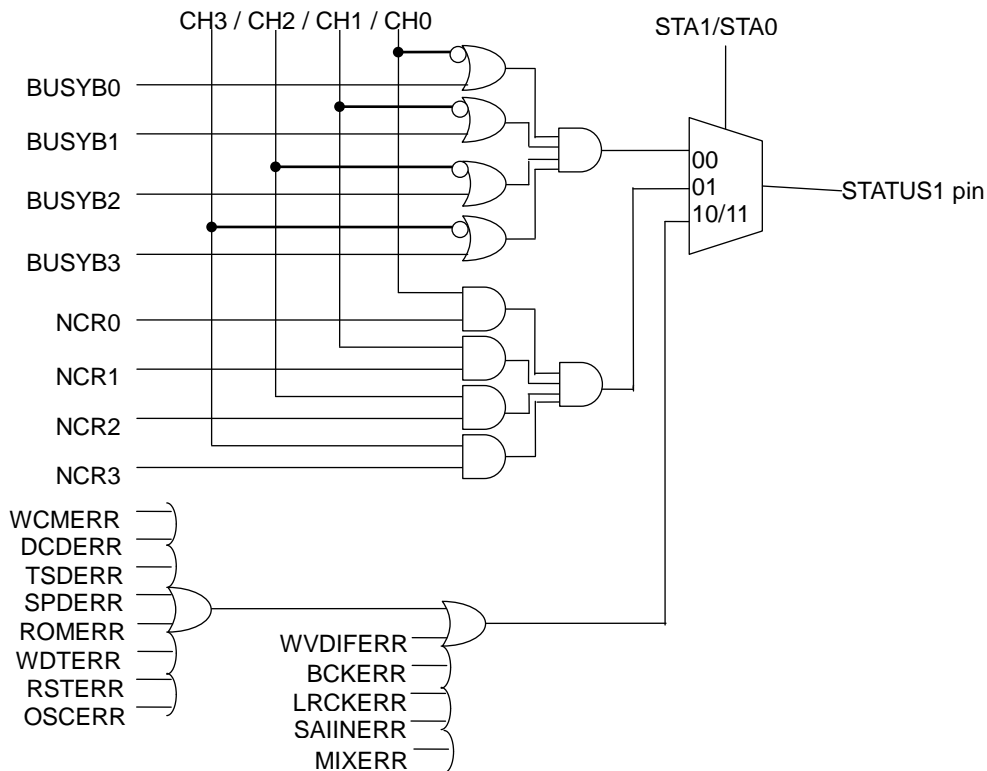 CH3 / CH2 / CH1 / CH0
STA1/STA0
BUSYB0
BUSYB1
BUSYB2
BUSYB3
00
01
10/11
STATUS1 pin
NCR0
NCR1
NCR2
NCR3
WCMERR
DCDERR
TSDERR
SPDERR
ROMERR
WDTERR
RSTERR
OSCERR
WVDIFERR
BCKERR
LRCKERR
SAIINERR
MIXERR